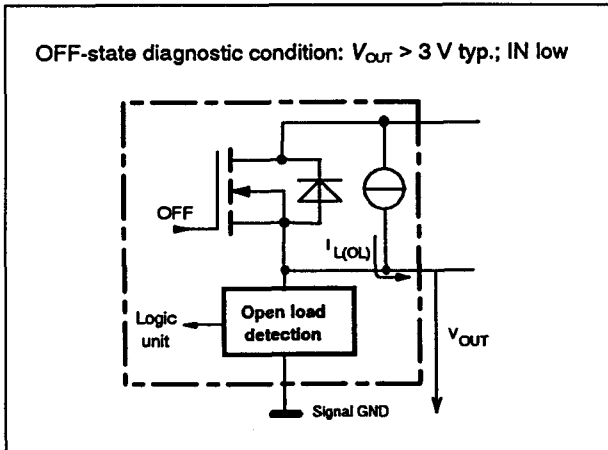 OFF-state diagnostic condition: VOUT > 3 V typ.; IN low
OFF
I L(OL)
Logic
unit
Open load
detection
VOUT
Signal GND